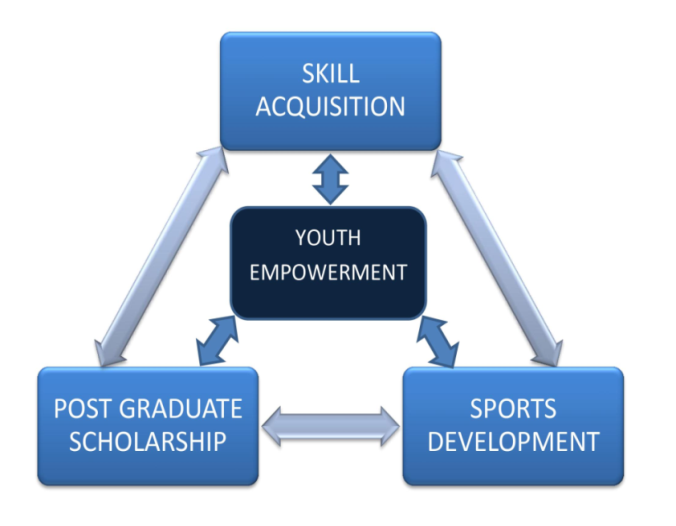 SKILL
ACQUISITION
YOUTH
EMPOWERMENT
POST GRADUATE
SCHOLARSHIP
SPORTS
DEVELOPMENT